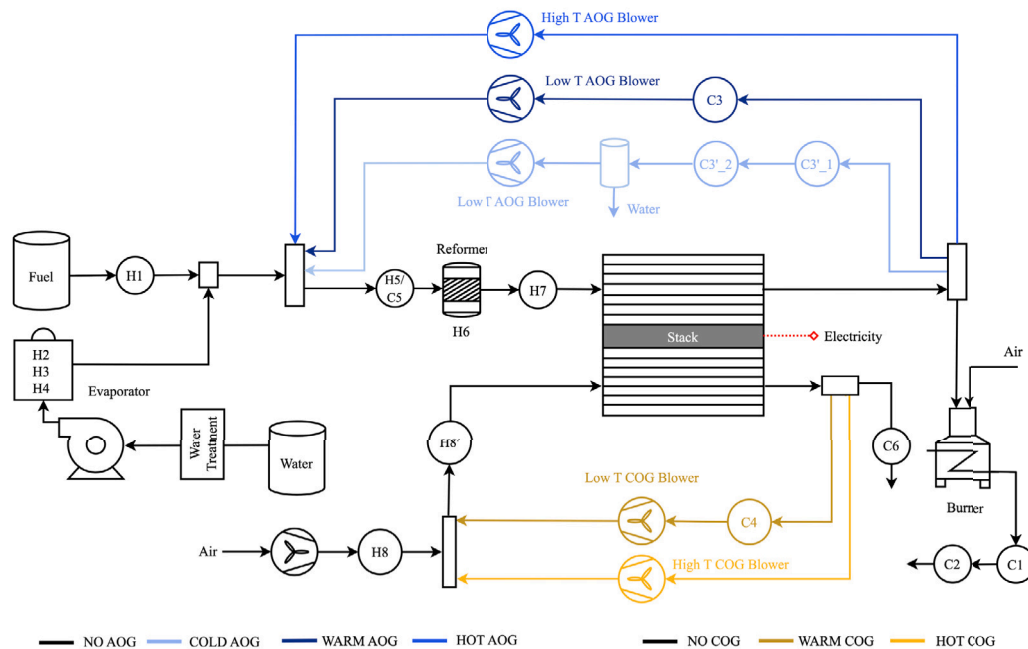 High T AOG Blower
Low T AOG Blower
C3
C3'_2
C3'_1
Low T AOG Blower
Water
Fuel
H1
Reformer
H5/
C5
H7
H6
Stack
Electricity
H2
H3
H4
Evaporator
Air
Water
Treatment
Water
H8'
C6
Low T COG Blower
C4
Burner
Air
H8
High T COG Blower
C2
C1
NO AOG
COLD AOG
WARM AOG
HOT AOG
NO COG
WARM COG
HOT COG